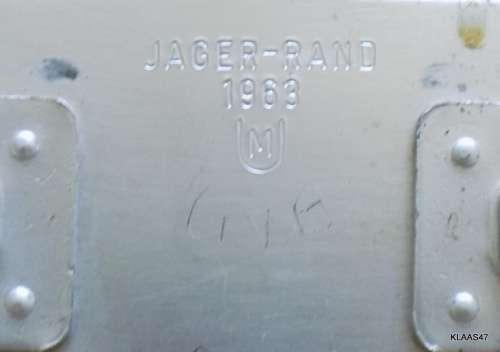 JAGER-RAND
1963
M
KLAAS47